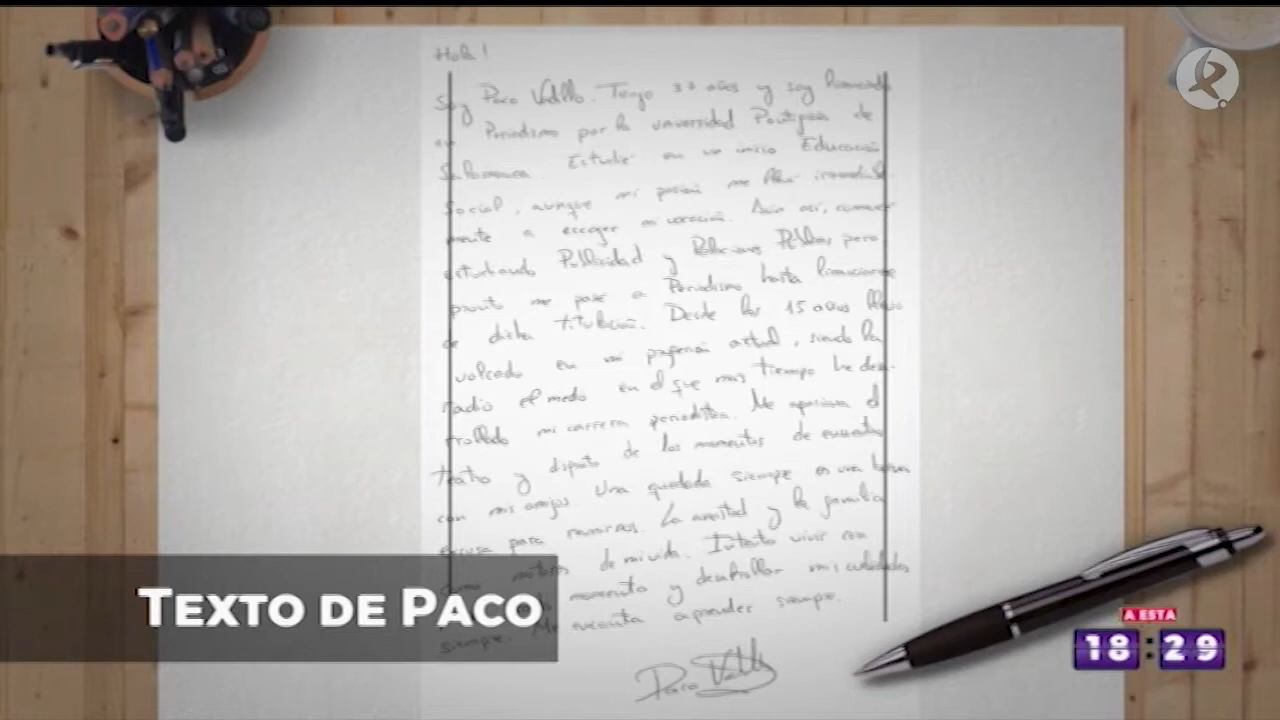 Hola!
Soy Paco Vadillo. Tengo 37 años y soy licenciado
en Periodismo por la universidad Pontificia de
Salamanca. Estudié en un inicio Educación
Social, aunque mi pasión me llevó irremediable-
mente a escoger mi vocación. Aún así, comencé
estudiando Publicidad y Relaciones Públicas pero
pronto me pasé a Periodismo hasta licenciarme
de dicha titulación. Desde los 15 años llevo
volcado en mi profesión actual, siendo la
radio el medio en el que más tiempo he desa-
rrollado mi carrera periodística. Me apasiona el
teatro y disfruto de los momentos de encuentro
con mis amigos. Una quedada siempre es una buena
excusa para reunirnos. La amistad y la familia
como motores de mi vida. Intento vivir con
momento y desarrollar mis cualidades
siempre. Me encanta aprender siempre.
Paco Vadillo
TEXTO DE PACO
A ESTA
18:29